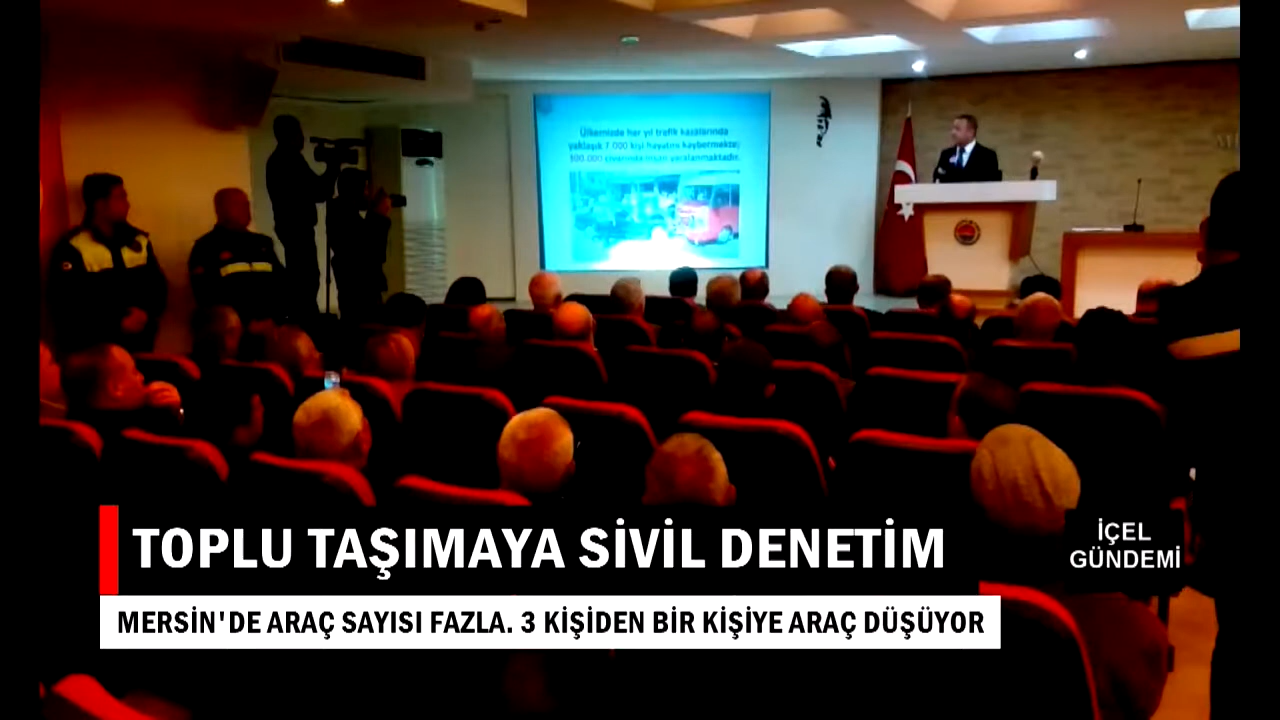 Ülkemizde her yıl trafik kazalarında
yaklaşık 7.000 kişi hayatını kaybetmekte;
300.000 civarında insan yaralanmaktadır.
TOPLU TAŞIMAYA SİVİL DENETİM
İÇEL
GÜNDEMİ
MERSİN'DE ARAÇ SAYISI FAZLA. 3 KİŞİDEN BİR KİŞİYE ARAÇ DÜŞÜYOR